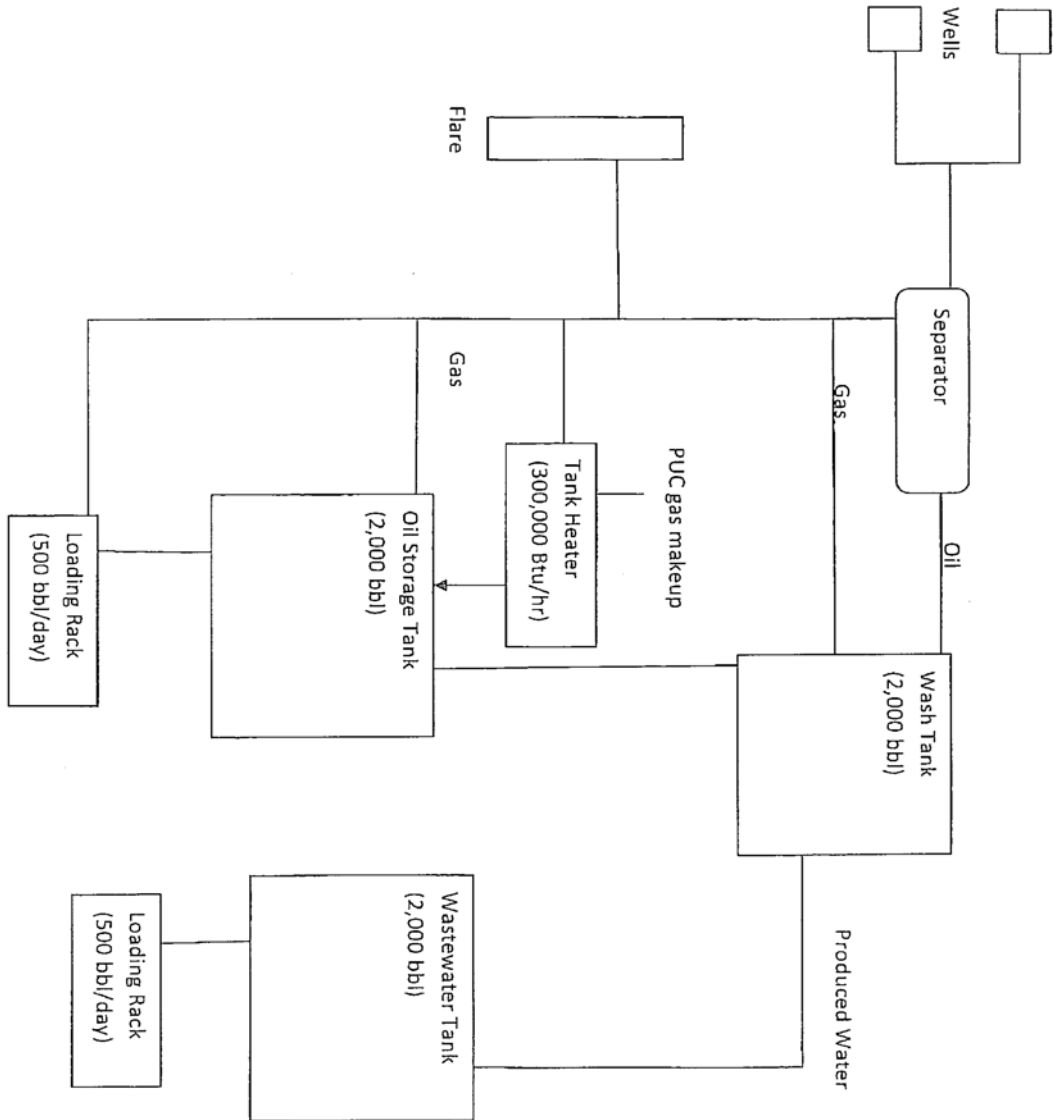 Wells
Separator
Flare
Gas
Oil
Gas
PUC gas makeup
Tank Heater
(300,000 Btu/hr)
Wash Tank
(2,000 bbl)
Oil Storage Tank
(2,000 bbl)
Loading Rack
(500 bbl/day)
Produced Water
Wastewater Tank
(2,000 bbl)
Loading Rack
(500 bbl/day)